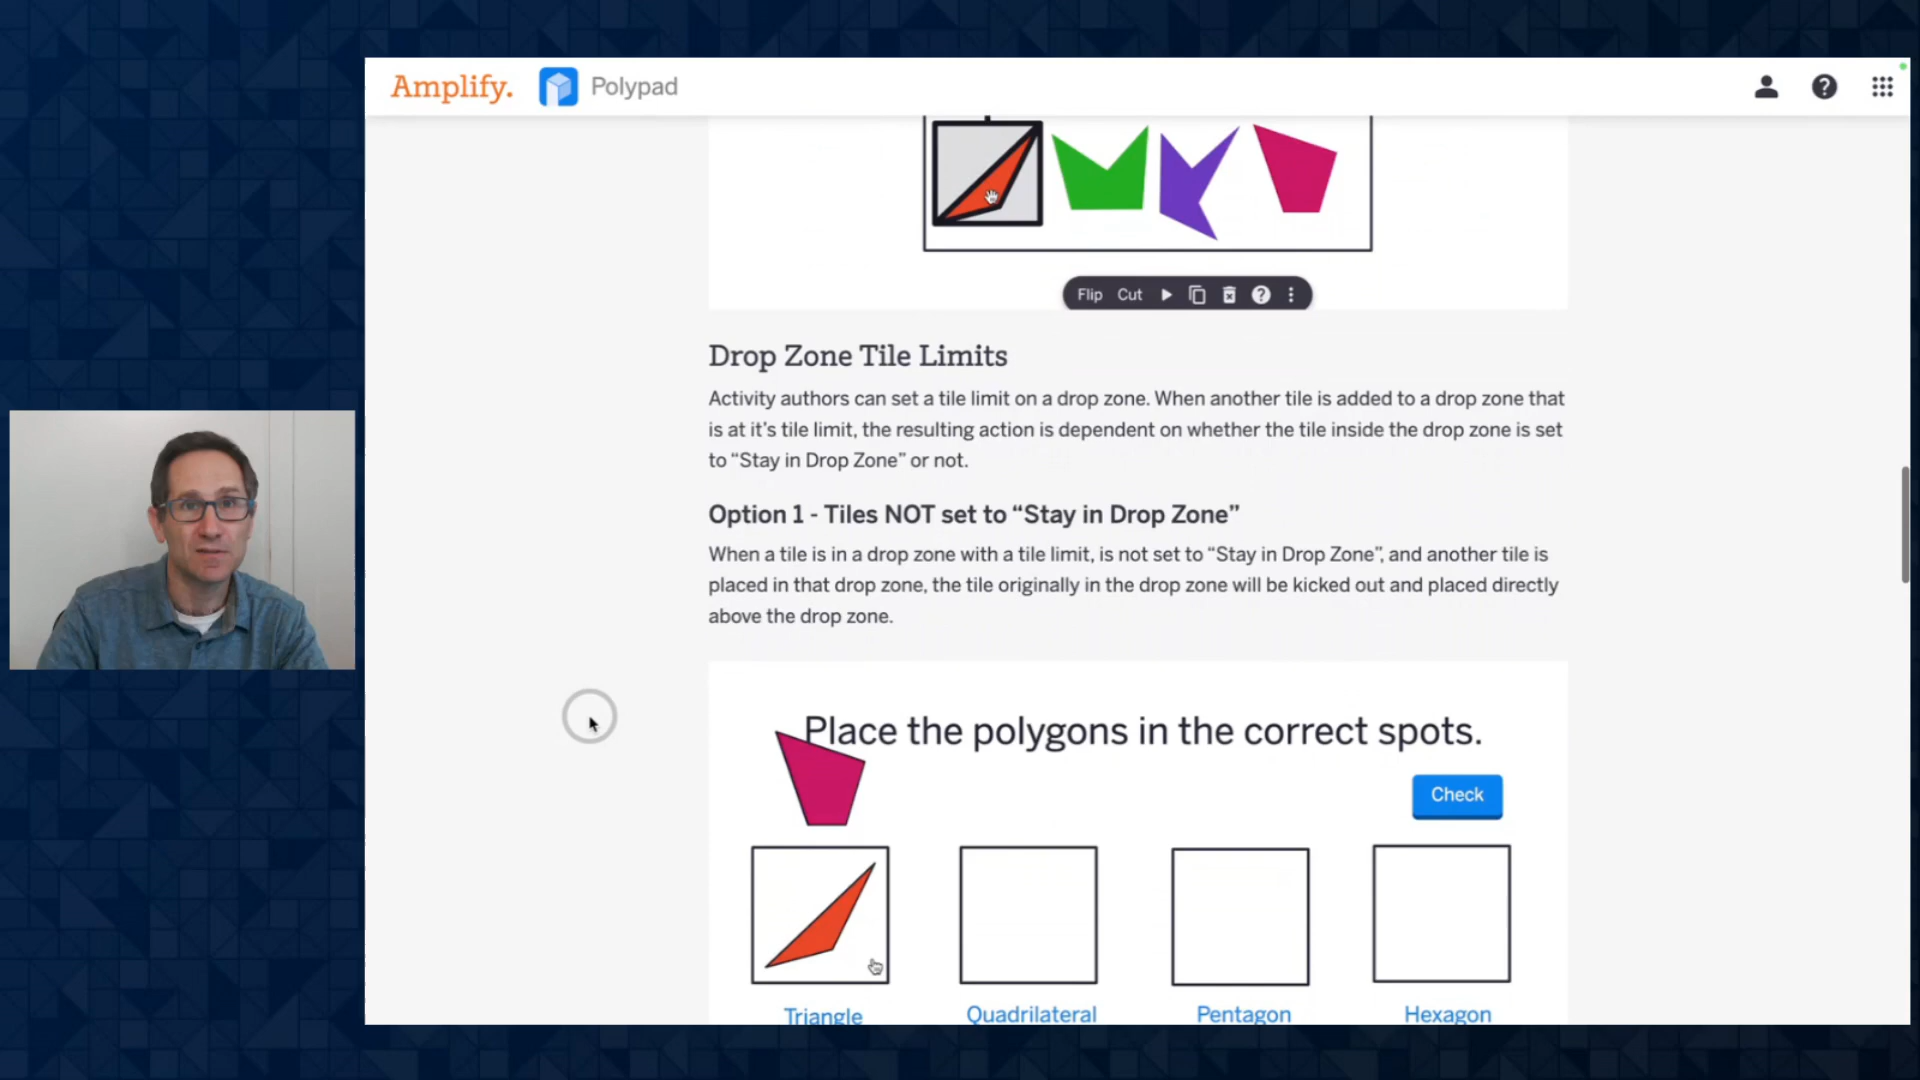 Amplify. Polypad
Flip Cut
Drop Zone Tile Limits
Activity authors can set a tile limit on a drop zone. When another tile is added to a drop zone that
is at it’s tile limit, the resulting action is dependent on whether the tile inside the drop zone is set
to “Stay in Drop Zone” or not.
Option 1 - Tiles NOT set to “Stay in Drop Zone”
When a tile is in a drop zone with a tile limit, is not set to “Stay in Drop Zone”, and another tile is
placed in that drop zone, the tile originally in the drop zone will be kicked out and placed directly
above the drop zone.
Place the polygons in the correct spots.
Check
Triangle Quadrilateral Pentagon Hexagon